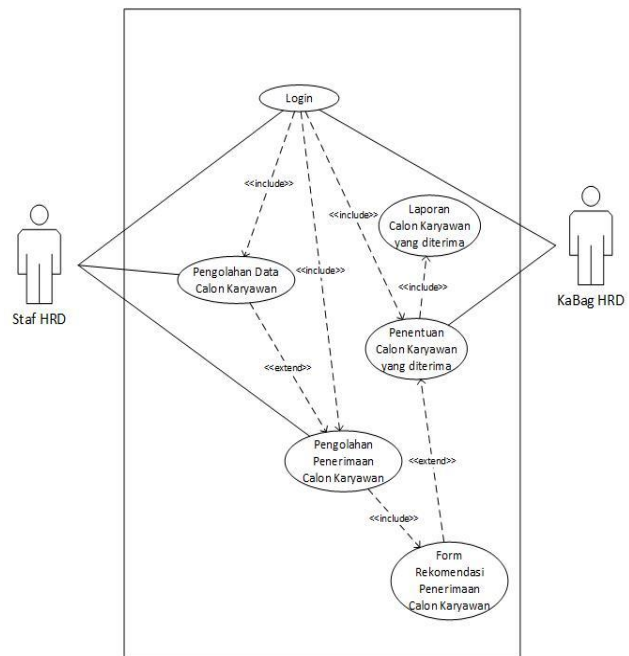 Login
<<include>>
<<include>>
<<include>>
Laporan
Calon Karyawan
yang diterima
Pengolahan Data
Calon Karyawan
<<include>>
Staf HRD
KaBag HRD
Penentuan
Calon Karyawan
yang diterima
<<extend>>
Pengolahan
Penerimaan
Calon Karyawan
<<extend>>
<<include>>
Form
Rekomendasi
Penerimaan
Calon Karyawan